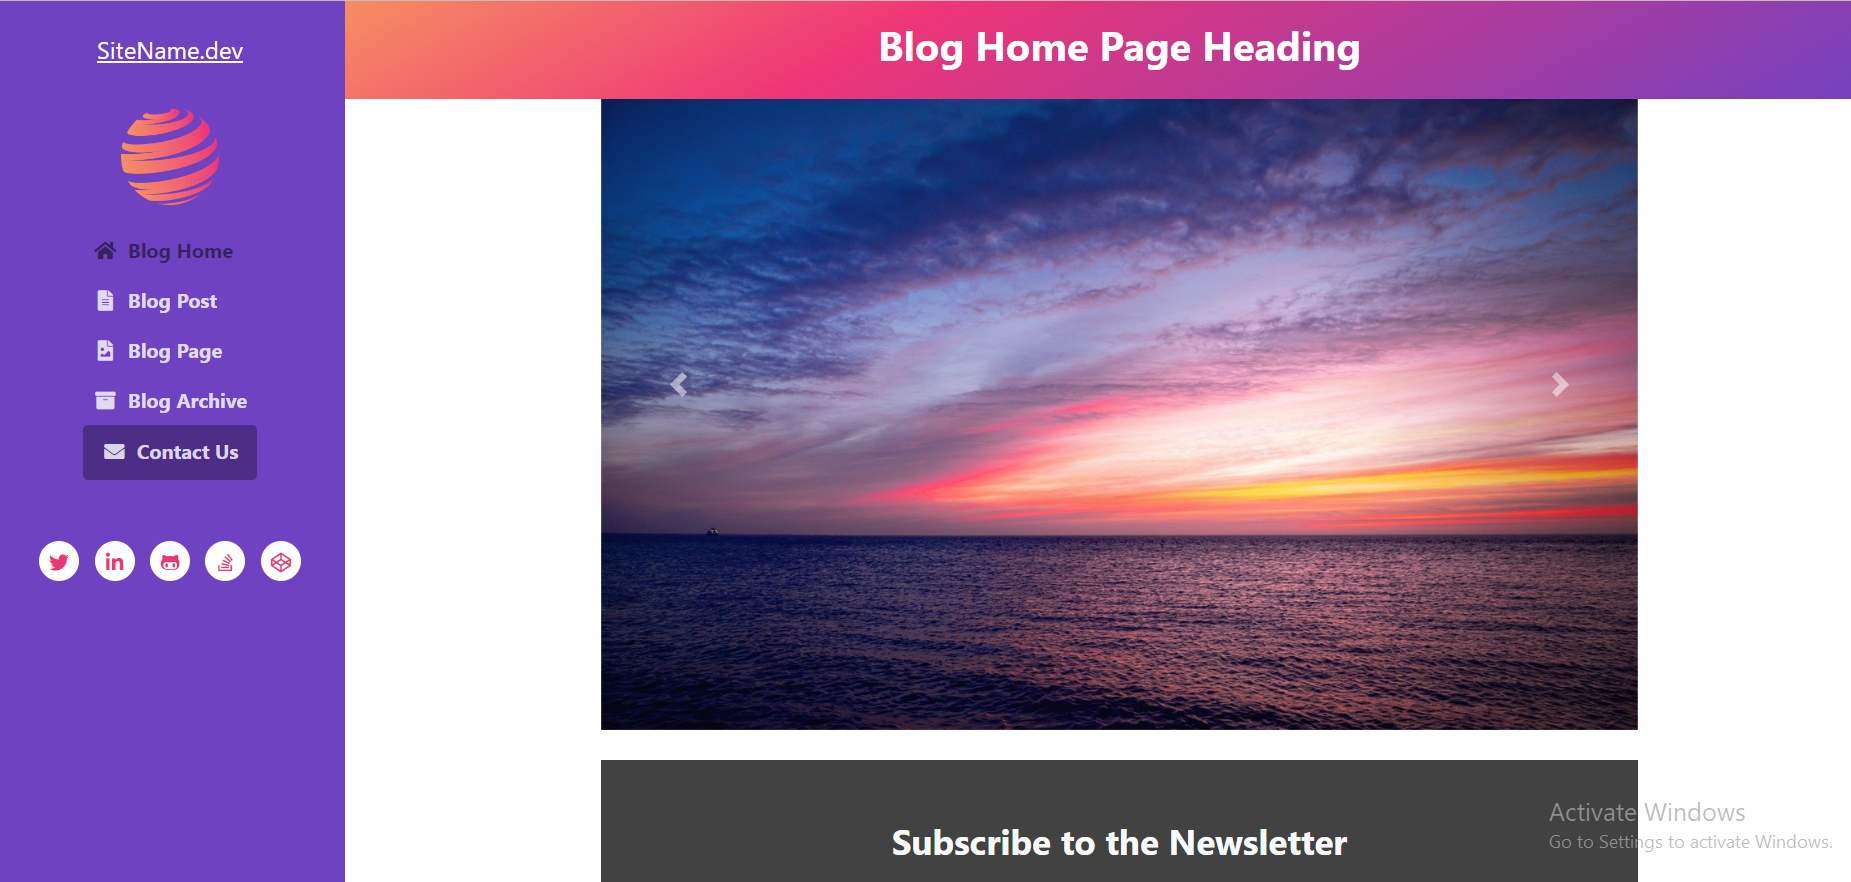 SiteName.dev
Blog Home
Blog Post
Blog Page
Blog Archive
Contact Us
Blog Home Page Heading
Subscribe to the Newsletter
Activate Windows
Go to Settings to activate Windows.